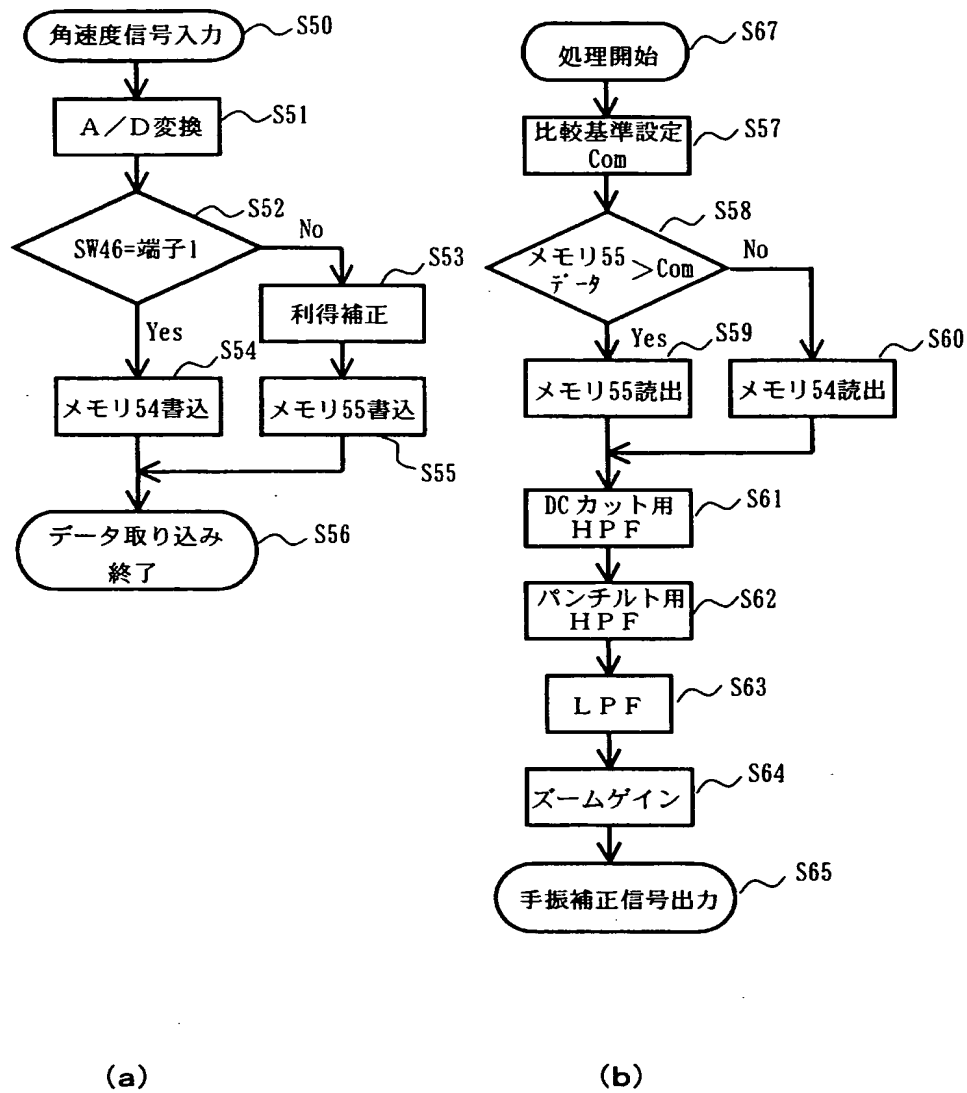 角速度信号入力
S50
A／D変換
S51
SW46=端子1
S52
No
Yes
S53
利得補正
S54
メモリ54書込
メモリ55書込
S55
データ取り込み
終了
S56
(a)
処理開始
S67
比較基準設定
Com
S57
メモリ55
データ
＞Com
S58
No
Yes
S59
メモリ55読出
S60
メモリ54読出
DCカット用
HPF
S61
パンチルト用
HPF
S62
LPF
S63
ズームゲイン
S64
手振補正信号出力
S65
(b)